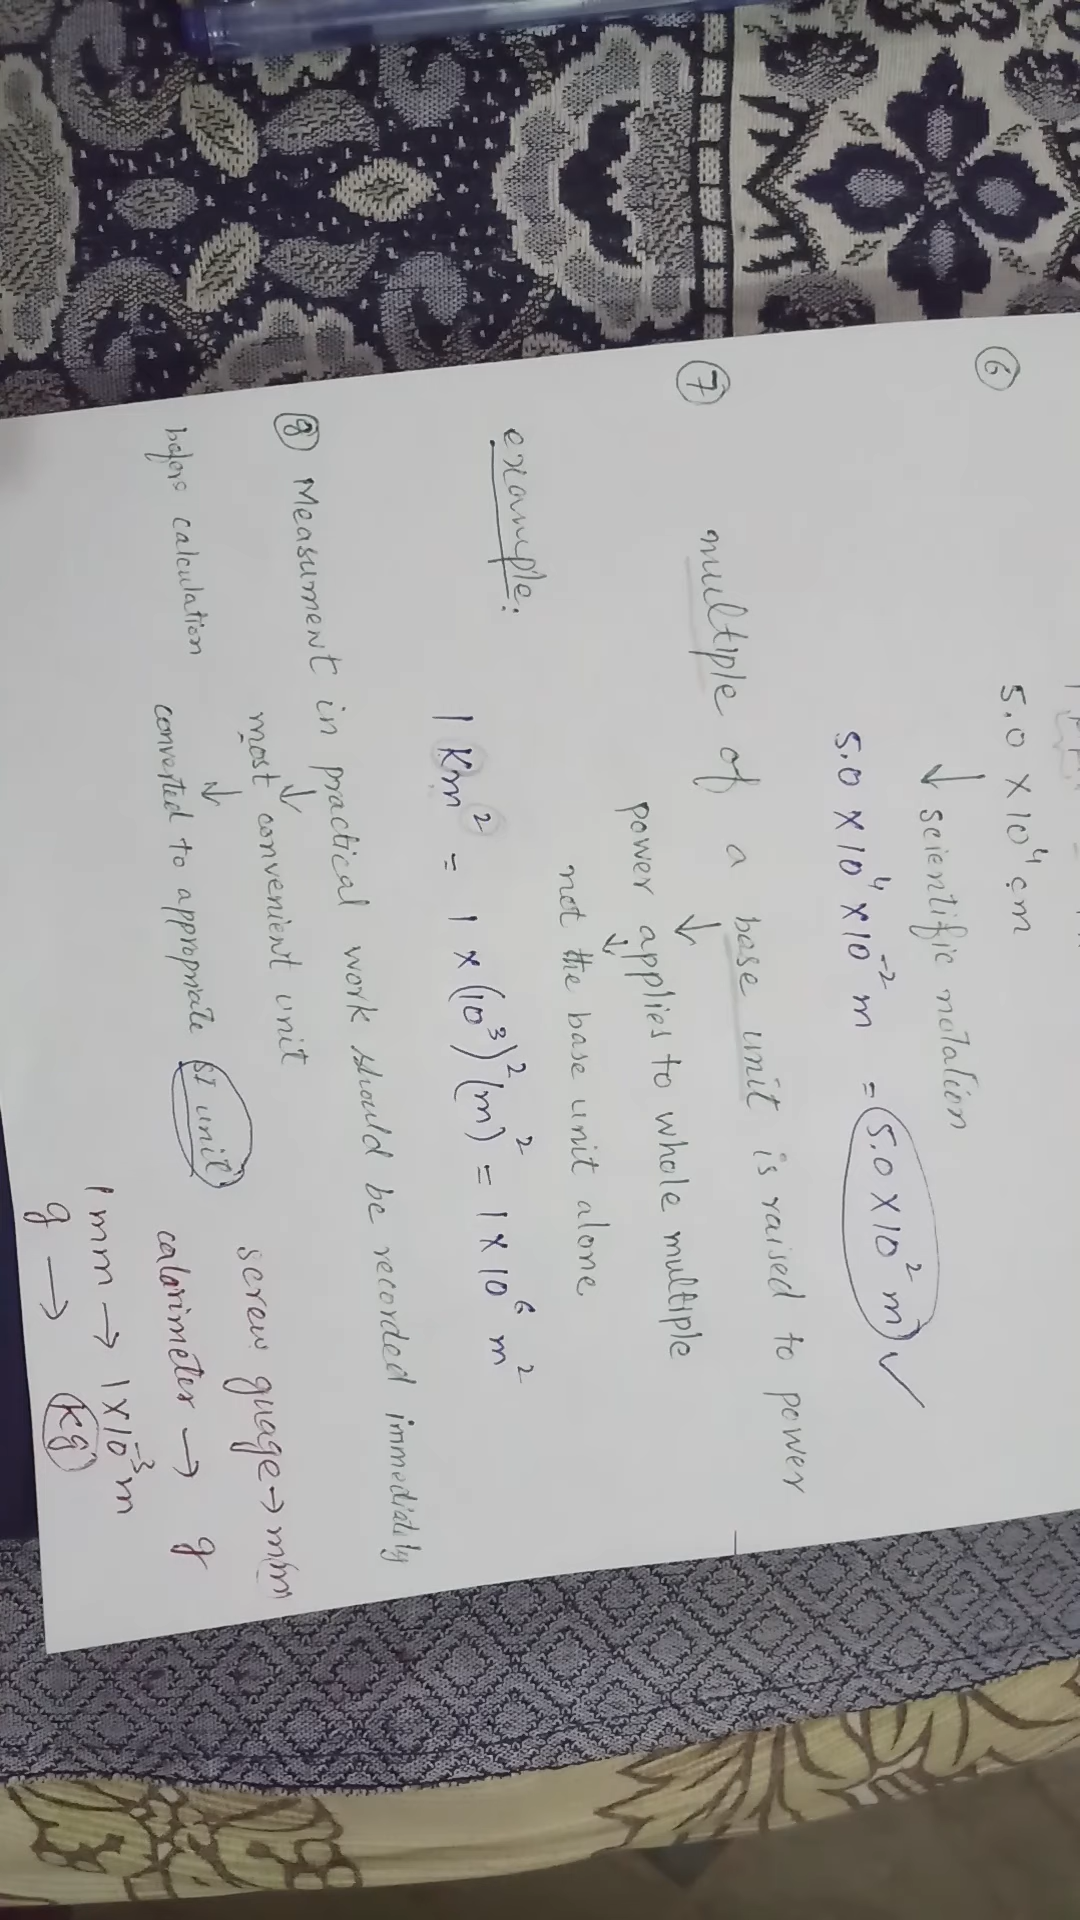 ⑥ 5.0 × 10⁴ cm
↓ scientific notation
5.0 × 10⁴ × 10⁻² m = 5.0 × 10² m ✓
⑦ multiple of a base unit is raised to power
↓
power applies to whole multiple
↓
not the base unit alone
example:
1 Km² = 1 × (10³)² (m)² = 1 × 10⁶ m²
⑧ Measurment in practical work should be recorded immediatly
↓
most convenient unit
screw guage → mm
↓
before calculation converted to appropriate SI unit
calorimeter → g
1 mm → 1 × 10⁻³ m
g → kg